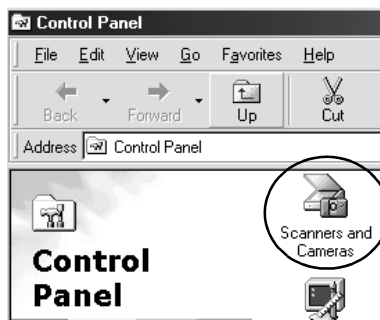 Control Panel
File Edit View Go Favorites Help
Back Forward Up Cut
Address Control Panel
Scanners and
Cameras
Control
Panel